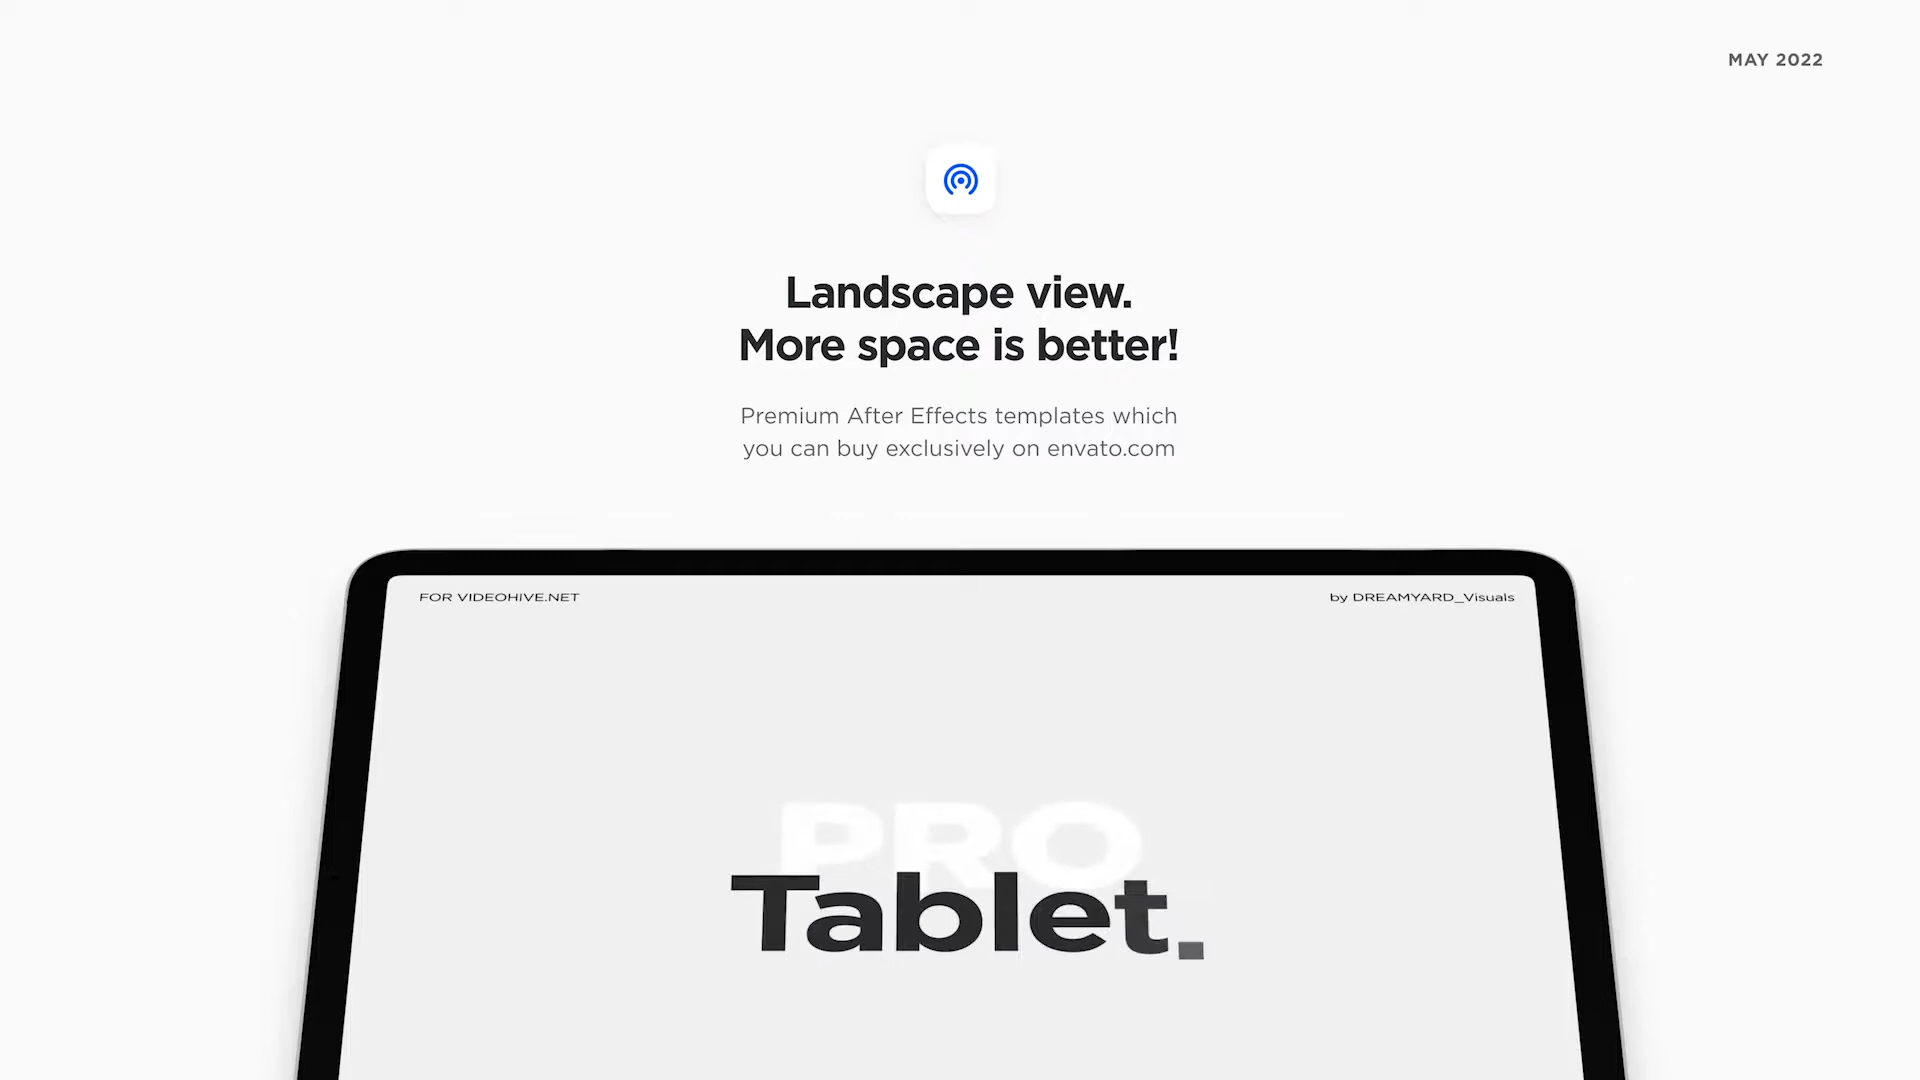 MAY 2022
Landscape view.
More space is better!
Premium After Effects templates which
you can buy exclusively on envato.com
FOR VIDEOHIVE.NET
by DREAMYARD_Visuals
PRO
Tablet.